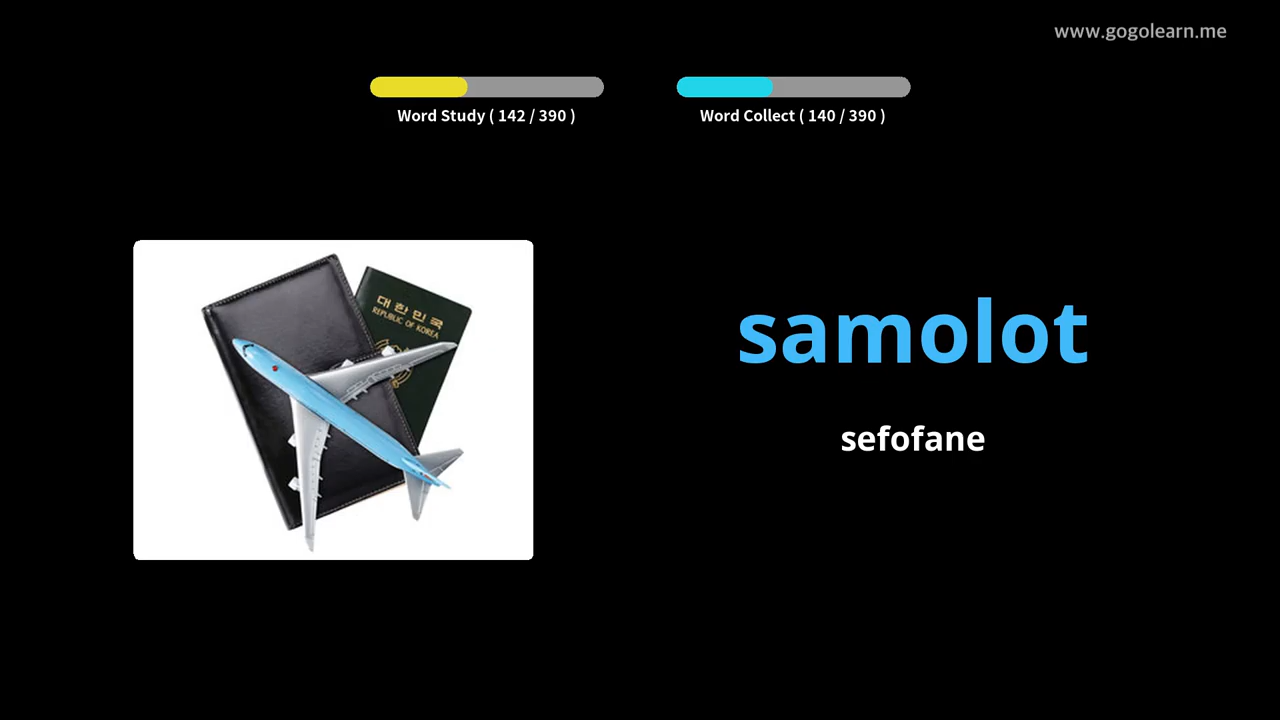 www.gogolearn.me
Word Study ( 142 / 390 )
Word Collect ( 140 / 390 )
대한민국
REPUBLIC OF KOREA
samolot
sefofane